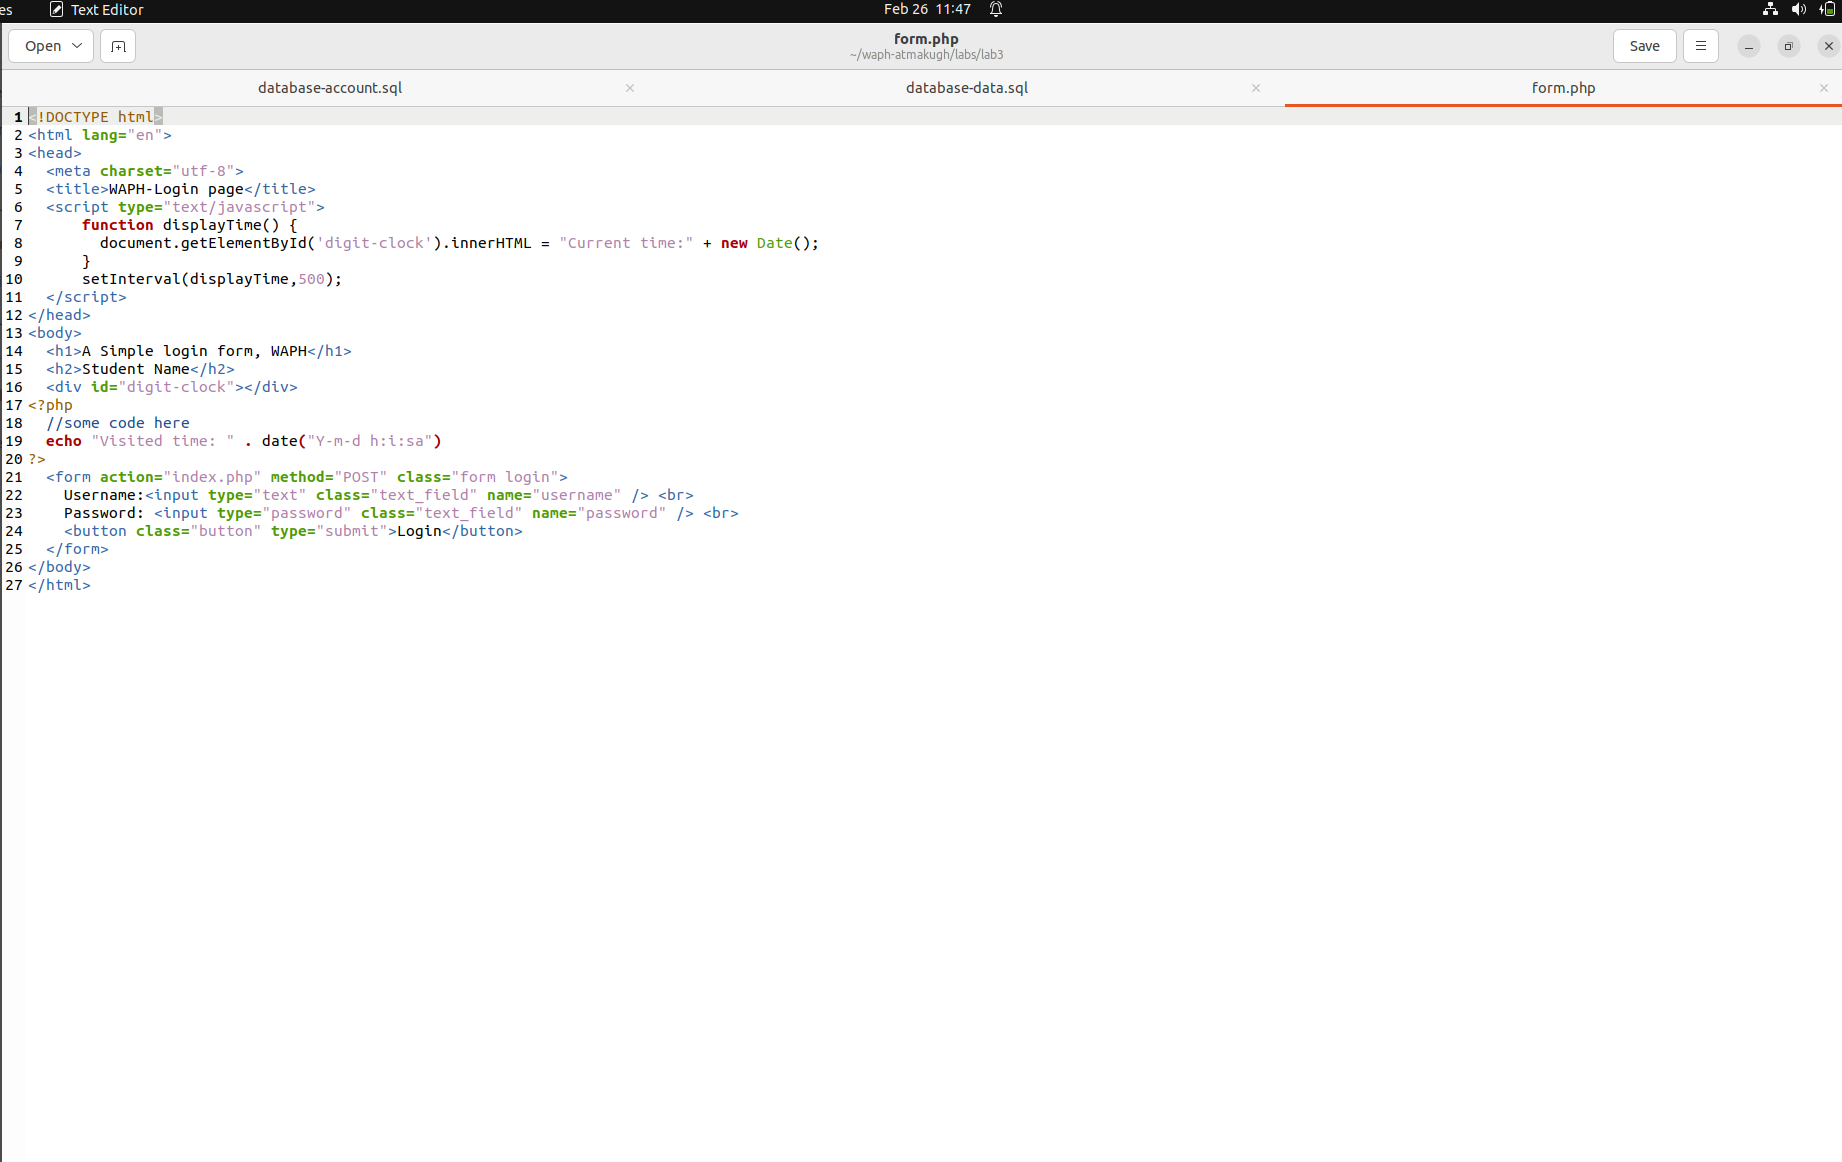 es Text Editor Feb 26 11:47
Open form.php Save
~/waph-atmakugh/labs/lab3
database-account.sql database-data.sql form.php
1 <!DOCTYPE html>
2 <html lang="en">
3 <head>
4   <meta charset="utf-8">
5   <title>WAPH-Login page</title>
6   <script type="text/javascript">
7       function displayTime() {
8         document.getElementById('digit-clock').innerHTML = "Current time:" + new Date();
9       }
10       setInterval(displayTime,500);
11   </script>
12 </head>
13 <body>
14   <h1>A Simple login form, WAPH</h1>
15   <h2>Student Name</h2>
16   <div id="digit-clock"></div>
17 <?php
18   //some code here
19   echo "Visited time: " . date("Y-m-d h:i:sa")
20 ?>
21   <form action="index.php" method="POST" class="form login">
22     Username:<input type="text" class="text_field" name="username" /> <br>
23     Password: <input type="password" class="text_field" name="password" /> <br>
24     <button class="button" type="submit">Login</button>
25   </form>
26 </body>
27 </html>